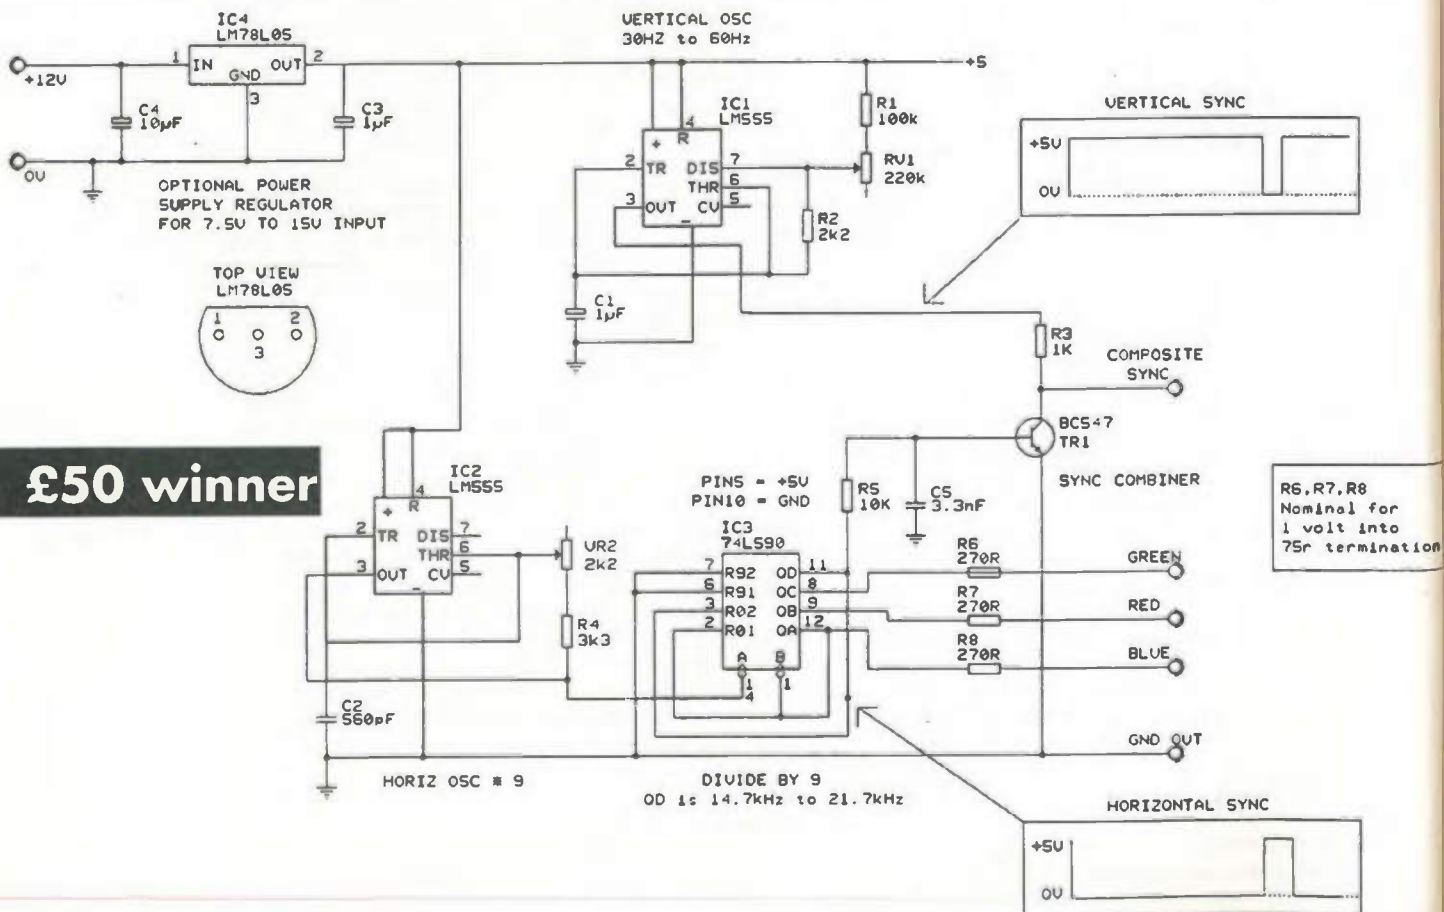 IC4
LM78L05
1 IN OUT 2
GND
3
+12V
C4
10µF
C3
1µF
0V
OPTIONAL POWER
SUPPLY REGULATOR
FOR 7.5V TO 15V INPUT
TOP VIEW
LM78L05
1 2
3
VERTICAL OSC
30HZ to 60Hz
+5
IC1
LM555
4
+ R
2 TR DIS 7
THR 6
3 OUT CV 5
-
R1
100k
RV1
220k
R2
2k2
C1
1µF
VERTICAL SYNC
+5V
0V
R3
1K
COMPOSITE
SYNC
BC547
TR1
SYNC COMBINER
£50 winner
IC2
LM555
4
+ R
2 TR DIS 7
THR 6
3 OUT CV 5
-
VR2
2k2
R4
3k3
C2
560pF
HORIZ OSC * 9
PIN5 = +5V
PIN10 = GND
IC3
74LS90
7 R92 QD 11
6 R91 QC 8
3 R02 QB 9
2 R01 QA 12
A B
1 1
4
R5
10K
C5
3.3nF
R6
270R
GREEN
R7
270R
RED
R8
270R
BLUE
GND OUT
R6,R7,R8
Nominal for
1 volt into
75r termination
DIVIDE BY 9
QD is 14.7kHz to 21.7kHz
HORIZONTAL SYNC
+5V
0V